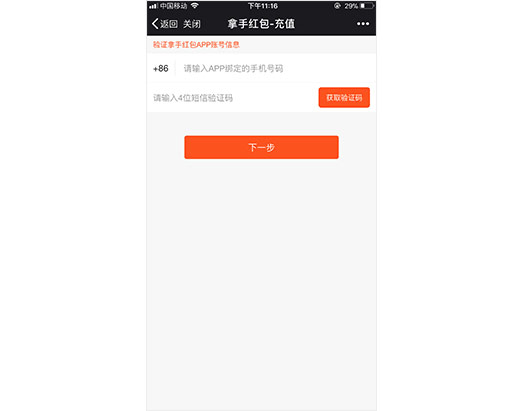 中国移动 下午11:16 29%
返回 关闭 拿手红包-充值
验证拿手红包APP账号信息
+86 请输入APP绑定的手机号码
请输入4位短信验证码 获取验证码
下一步